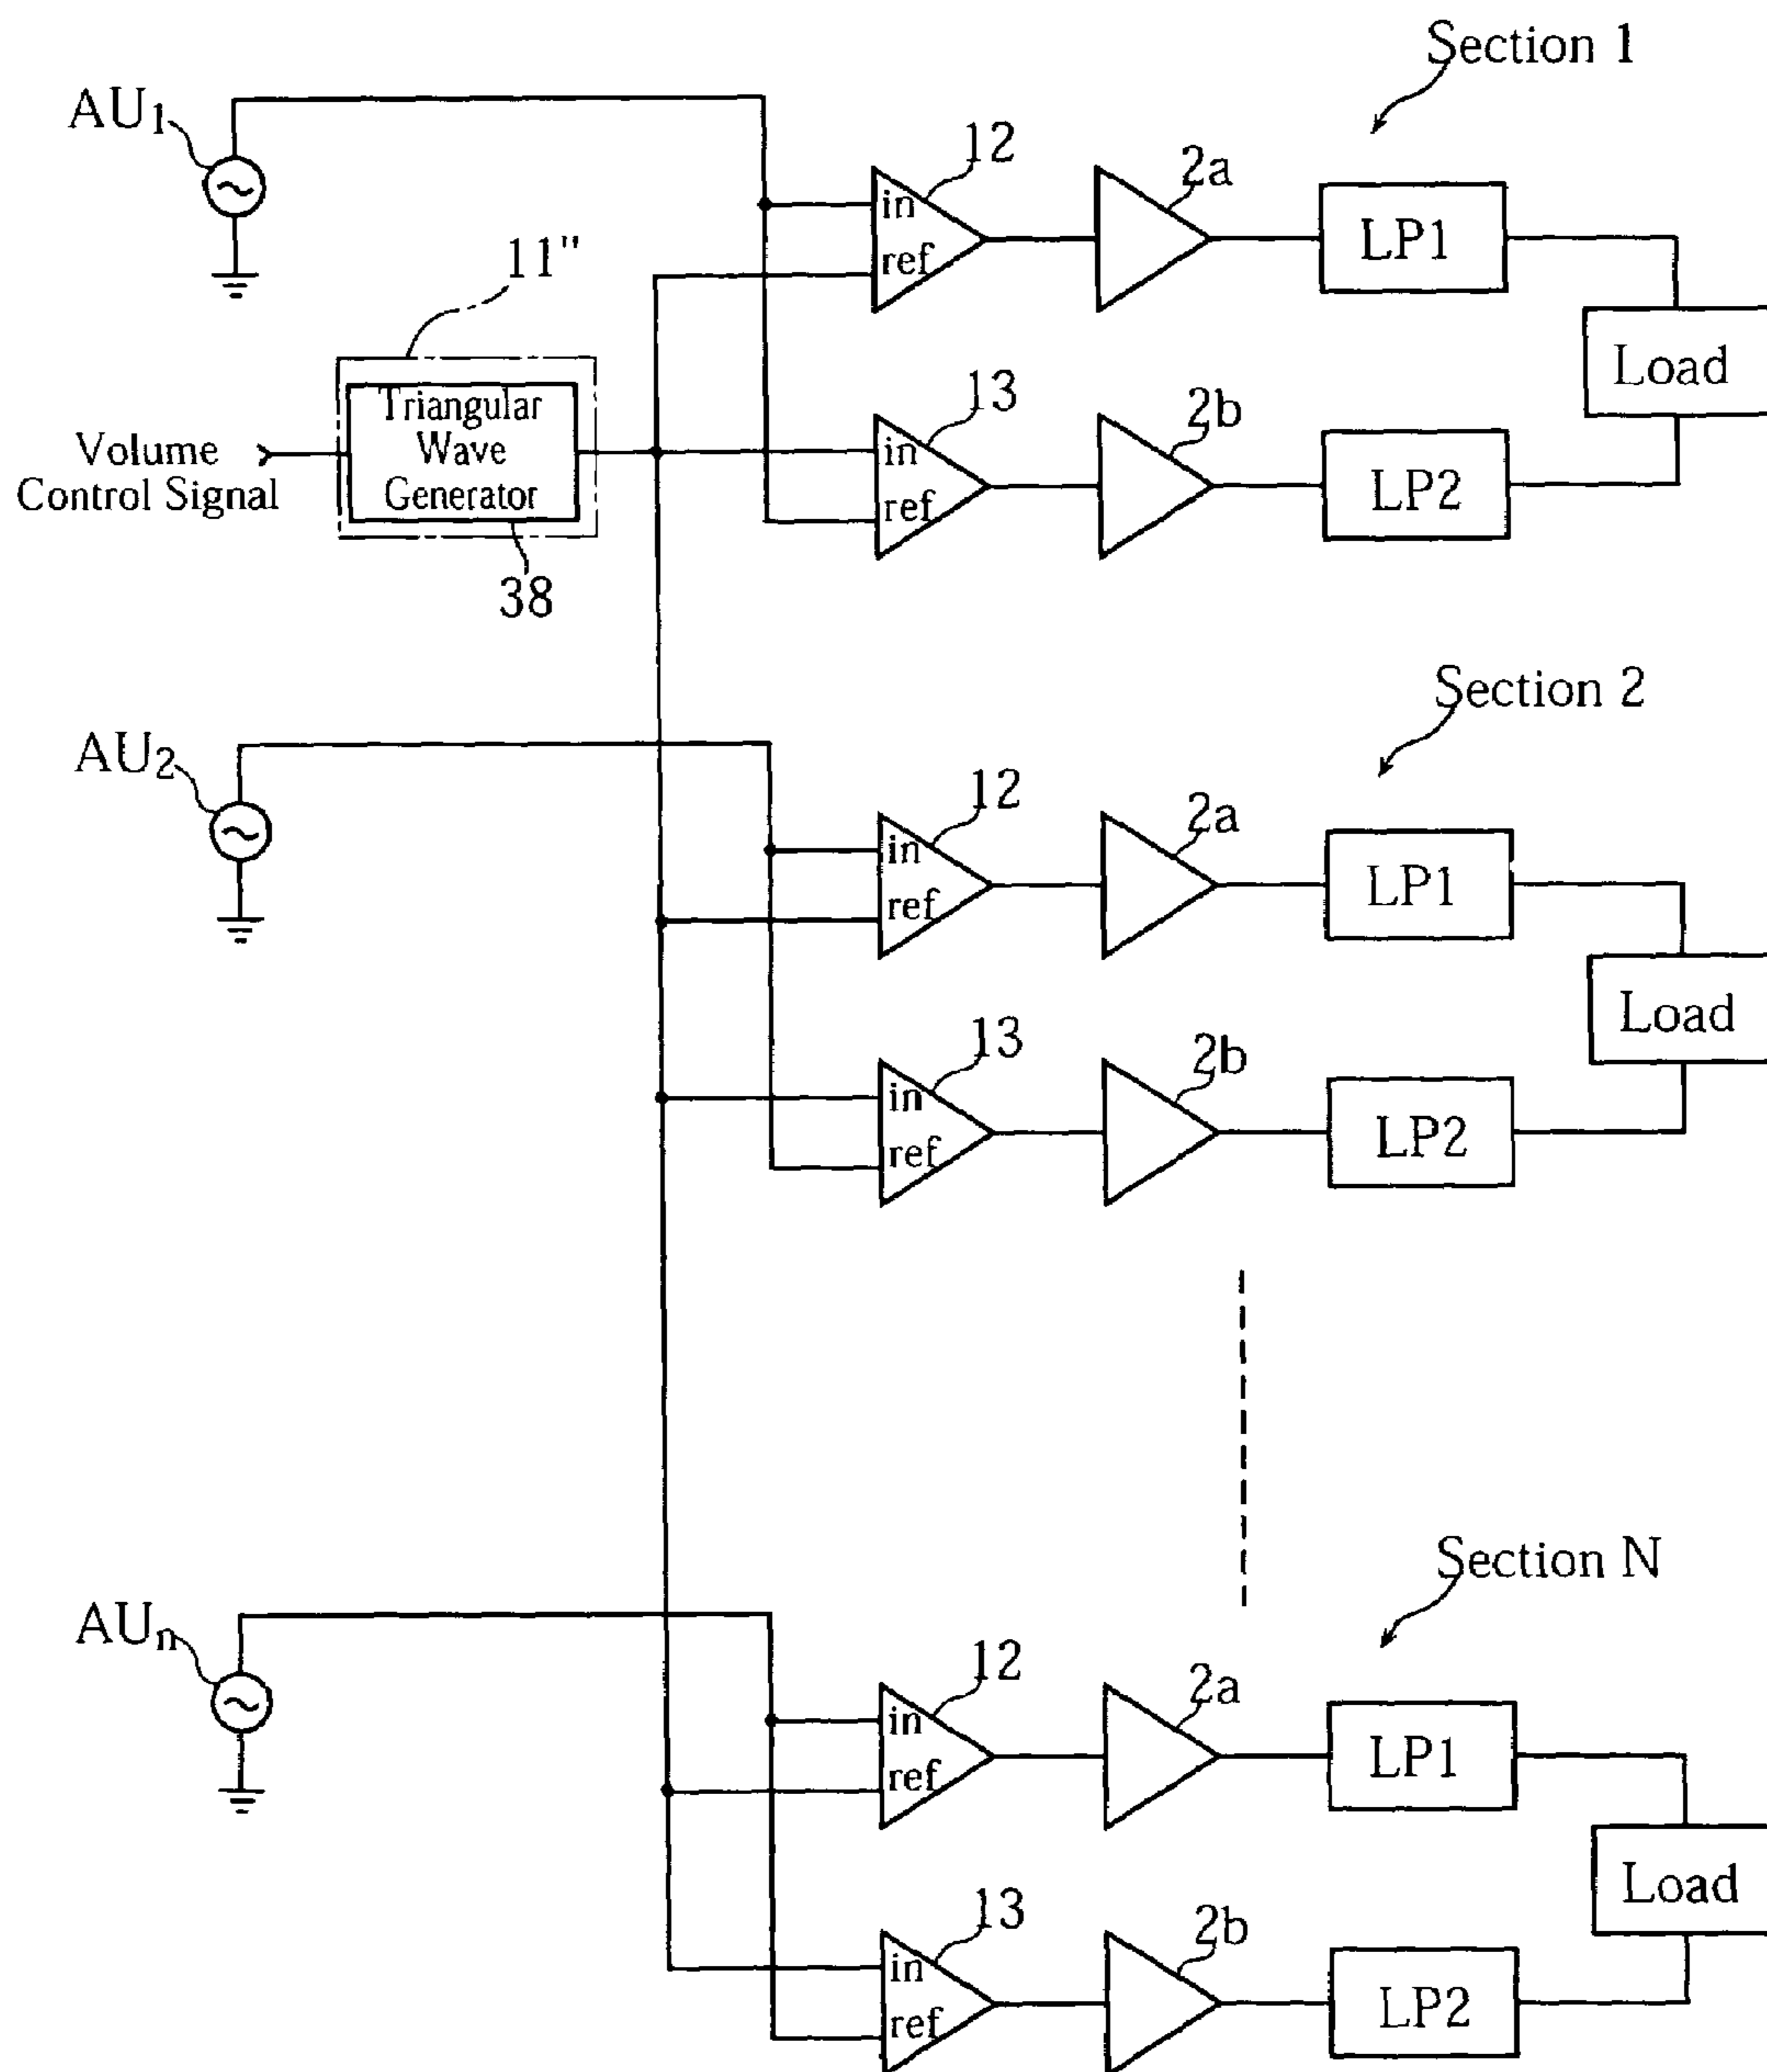 Section 1
AU1
12
in
ref
2a
LP1
11"
Load
Triangular
Wave
Generator
Volume
Control Signal
38
13
in
ref
2b
LP2
Section 2
AU2
12
in
ref
2a
LP1
Load
13
in
ref
2b
LP2
Section N
AUn
12
in
ref
2a
LP1
Load
13
in
ref
2b
LP2